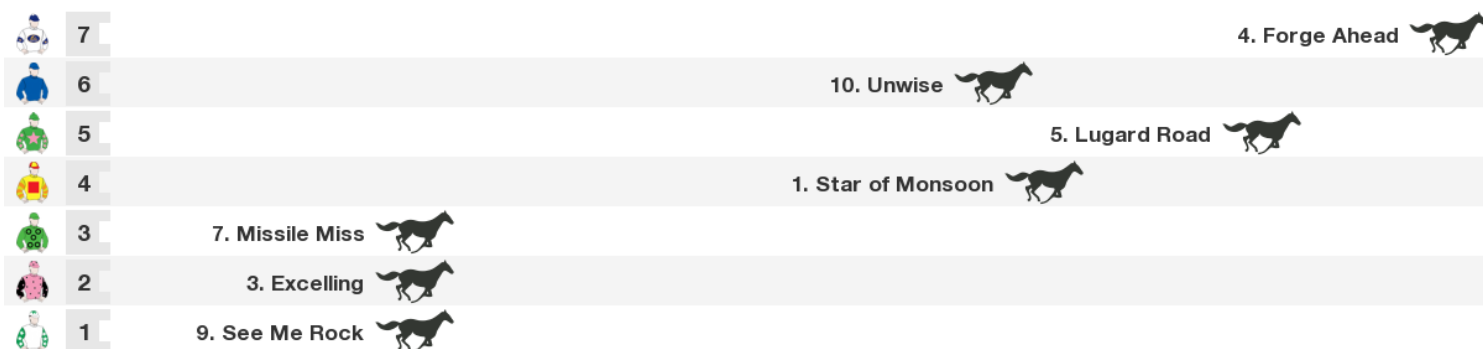 7 4. Forge Ahead
6 10. Unwise
5 5. Lugard Road
4 1. Star of Monsoon
3 7. Missile Miss
2 3. Excelling
1 9. See Me Rock